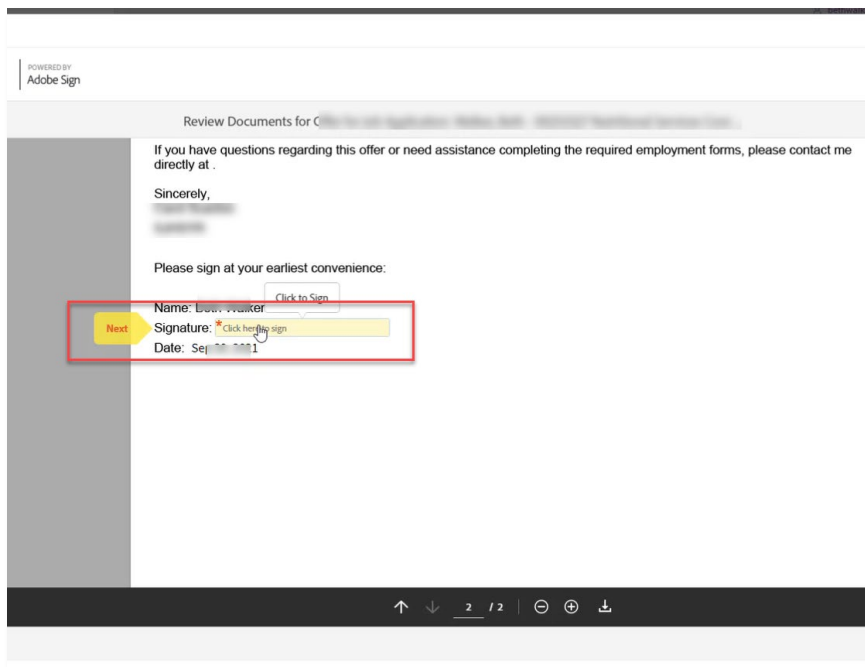 POWERED BY
Adobe Sign
Review Documents for
If you have questions regarding this offer or need assistance completing the required employment forms, please contact me
directly at .
Sincerely,
Please sign at your earliest convenience:
Click to Sign
Name:
Next
Signature: *Click here to sign
Date:
2 / 2